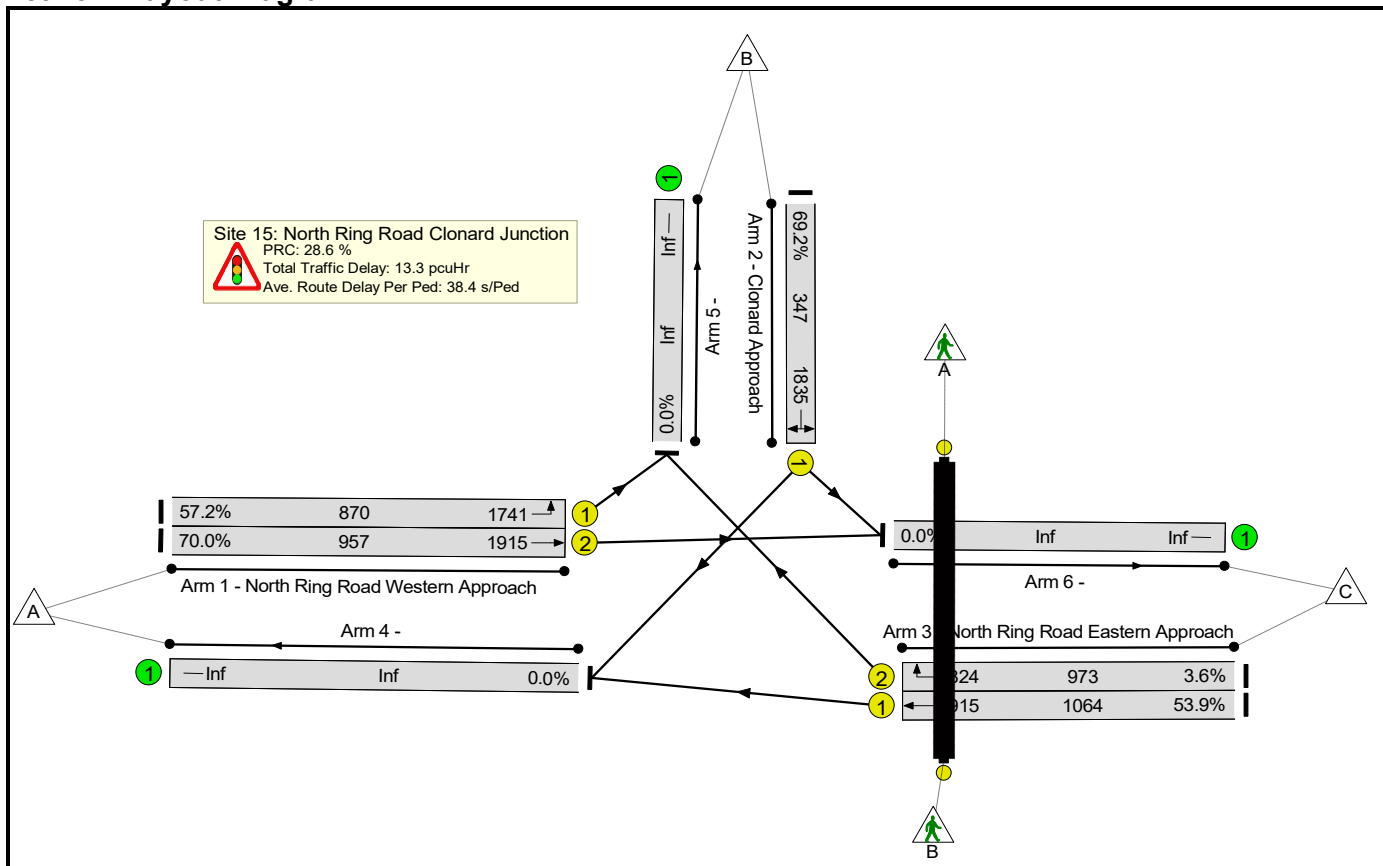 B
Site 15: North Ring Road Clonard Junction
PRC: 28.6 %
Total Traffic Delay: 13.3 pcuHr
Ave. Route Delay Per Ped: 38.4 s/Ped
1
Inf
Inf
0.0%
Arm 5 -
Arm 2 - Clonard Approach
69.2%
347
1835
1
A
57.2% 870 1741 1
70.0% 957 1915 2
Arm 1 - North Ring Road Western Approach
A
0.0% Inf Inf 1
Arm 6 -
C
Arm 4 -
1 Inf Inf 0.0%
Arm 3 North Ring Road Eastern Approach
2 824 973 3.6%
1 915 1064 53.9%
B